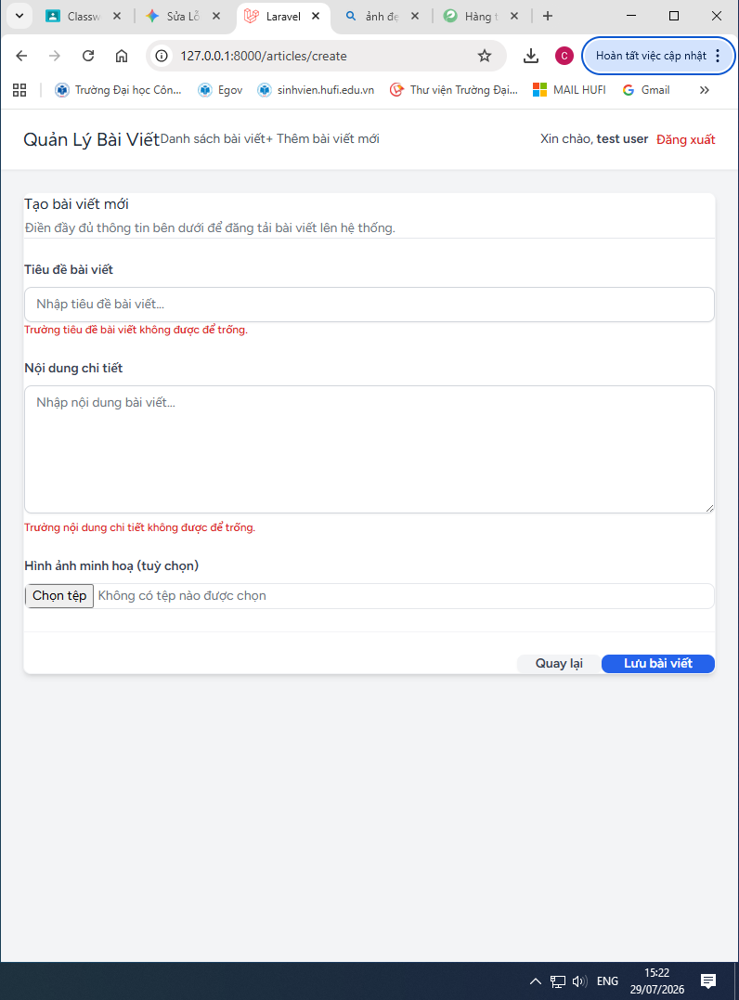 Classw
Sửa Lỗ
Laravel
ảnh đẹ
Hàng t
127.0.0.1:8000/articles/create
C
Hoàn tất việc cập nhật
Trường Đại học Côn...
Egov
sinhvien.hufi.edu.vn
Thư viện Trường Đại...
MAIL HUFI
Gmail
Quản Lý Bài Viết
Danh sách bài viết
+ Thêm bài viết mới
Xin chào, test user
Đăng xuất
Tạo bài viết mới
Điền đầy đủ thông tin bên dưới để đăng tải bài viết lên hệ thống.
Tiêu đề bài viết
Nhập tiêu đề bài viết...
Trường tiêu đề bài viết không được để trống.
Nội dung chi tiết
Nhập nội dung bài viết...
Trường nội dung chi tiết không được để trống.
Hình ảnh minh hoạ (tuỳ chọn)
Chọn tệp Không có tệp nào được chọn
Quay lại
Lưu bài viết
ENG
15:22
29/07/2026